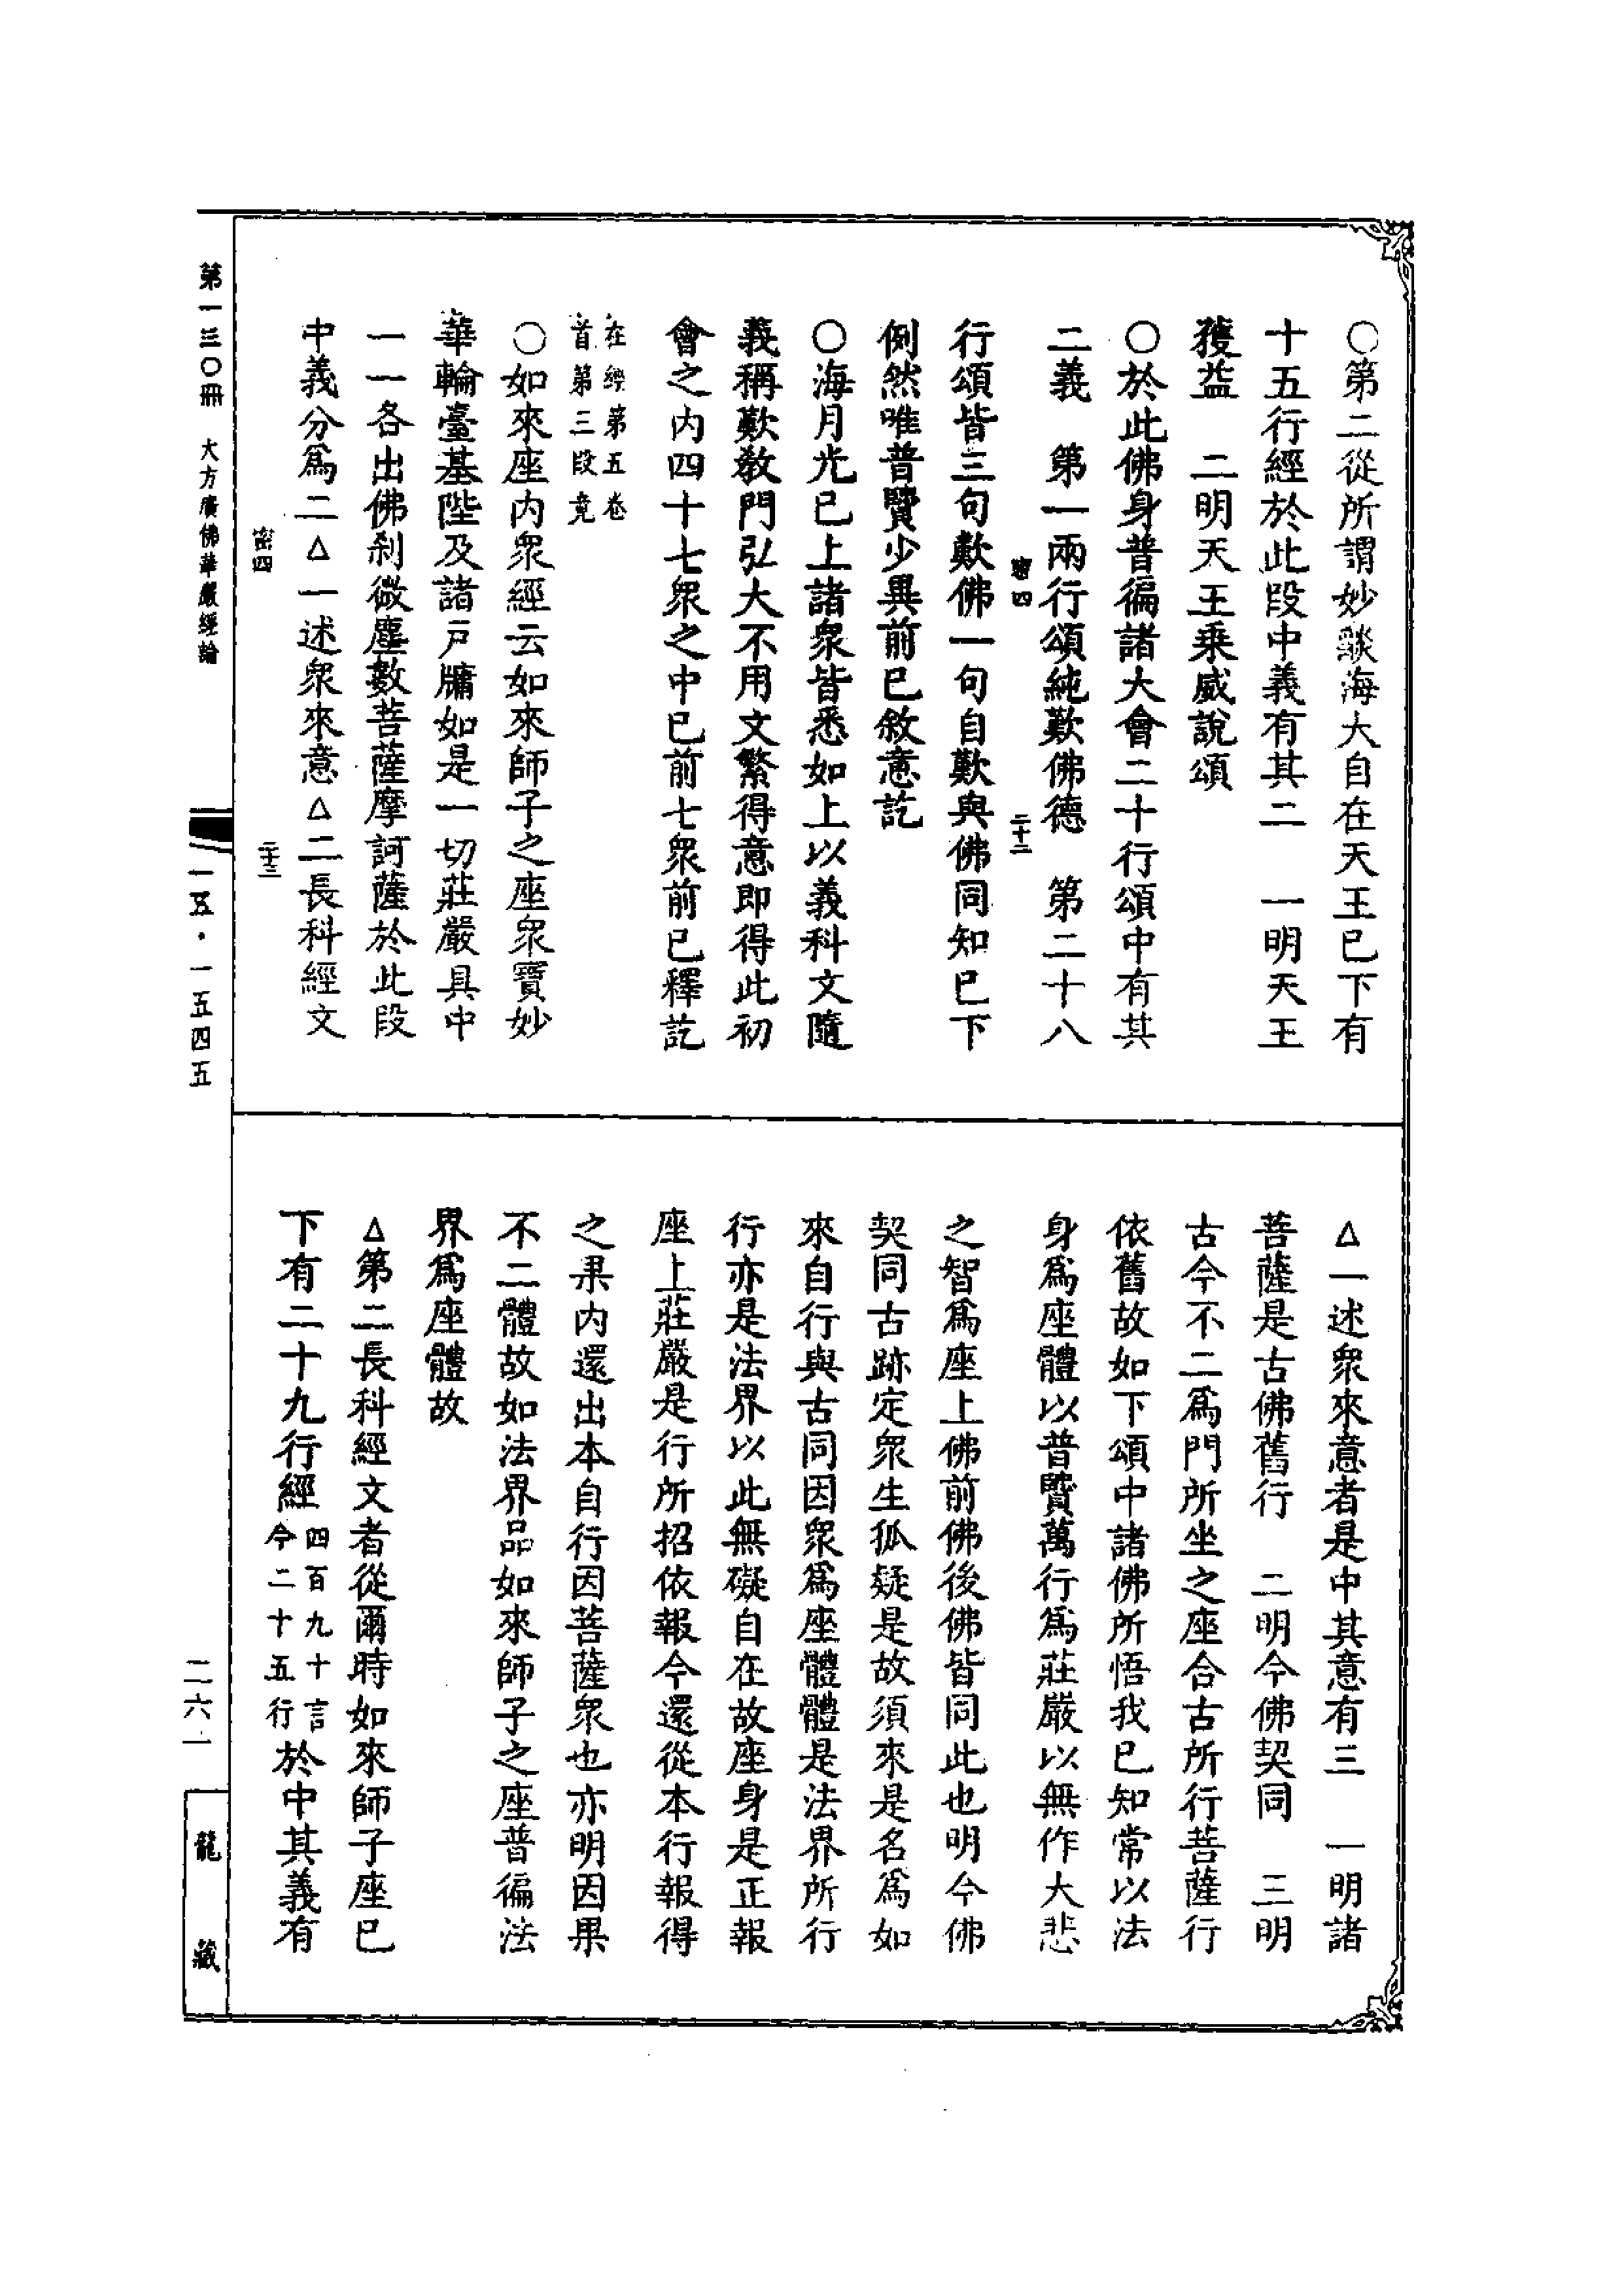 ○第二從所謂妙燄海大自在天王已下有
十五行經於此段中義有其二　一明天王
獲益　二明天王乗威說頌
○於此佛身普徧諸大會二十行頌中有其
二義　第一兩行頌純歎佛德　第二十八
密四
二十二
行頌皆三句歎佛一句自歎與佛同知已下
例然唯普賢少異前已敘意訖
○海月光已上諸衆皆悉如上以義科文隨
義稱歎教門弘大不用文繁得意即得此初
會之内四十七衆之中已前七衆前已釋訖
在經第五卷
首第三段竟
○如來座内衆經云如來師子之座衆寶妙
華輪臺基陛及諸戸牖如是一切莊嚴具中
一一各出佛剎微塵數菩薩摩訶薩於此段
中義分爲二△一述衆來意△二長科經文
密四
二十三
△一述衆來意者是中其意有三　一明諸
菩薩是古佛舊行　二明今佛契同　三明
古今不二爲門所坐之座合古所行菩薩行
依舊故如下頌中諸佛所悟我已知常以法
身爲座體以普賢萬行爲莊嚴以無作大悲
之智爲座上佛前佛後佛皆同此也明今佛
契同古跡定衆生狐疑是故須來是名爲如
來自行與古同因衆爲座體體是法界所行
行亦是法界以此無礙自在故座身是正報
座上莊嚴是行所招依報今還從本行報得
之果内還出本自行因菩薩衆也亦明因果
不二體故如法界品如來師子之座普徧法
界爲座體故
△第二長科經文者從爾時如來師子座已
下有二十九行經四百九十言今二十五行於中其義有
第一三〇冊　大方廣佛華嚴經論
一五·一五四五
二六一
龍藏